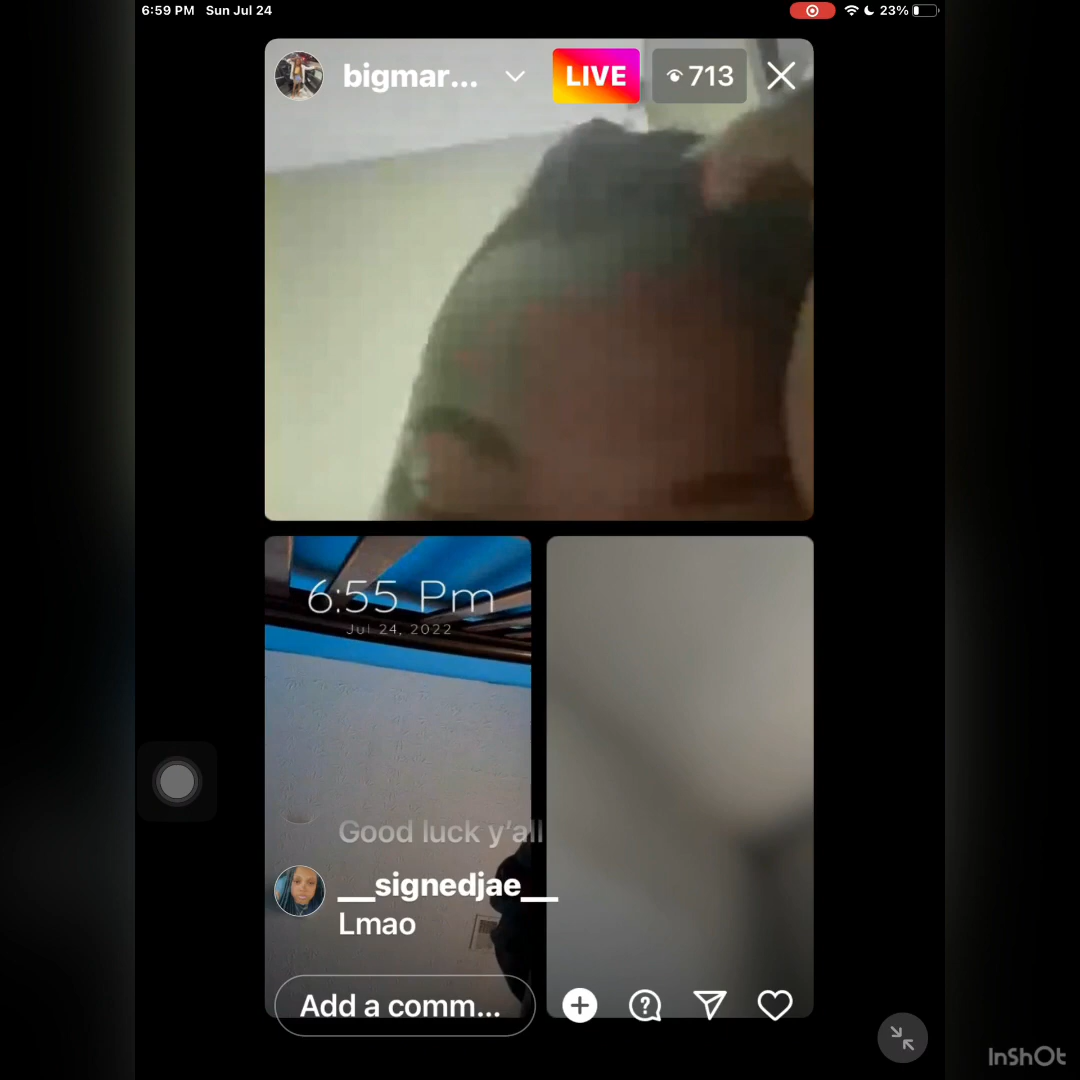 6:59 PM Sun Jul 24
23%
bigmar...
LIVE
713
6:55 Pm
Jul 24, 2022
Good luck y'all
__signedjae__
Lmao
Add a comm...
InShOt